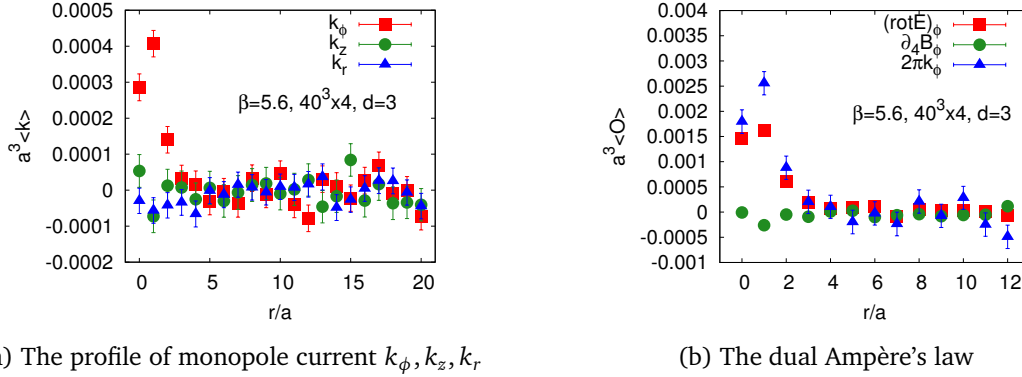 a³<k>
0.0005
0.0004
0.0003
0.0002
0.0001
0
-0.0001
-0.0002
0 5 10 15 20
r/a
k_ϕ
k_z
k_r
β=5.6, 40³x4, d=3
a³<O>
0.004
0.0035
0.003
0.0025
0.002
0.0015
0.001
0.0005
0
-0.0005
-0.001
0 2 4 6 8 10 12
r/a
(rotE)_ϕ
∂₄B_ϕ
2πk_ϕ
β=5.6, 40³x4, d=3
) The profile of monopole current k_ϕ, k_z, k_r
(b) The dual Ampère's law